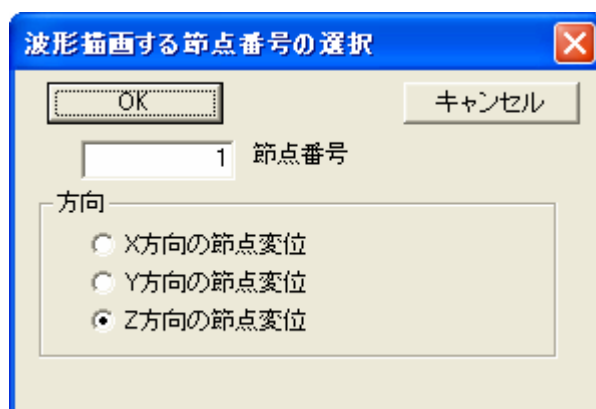 波形描画する節点番号の選択
OK
キャンセル
1 節点番号
方向
X方向の節点変位
Y方向の節点変位
Z方向の節点変位